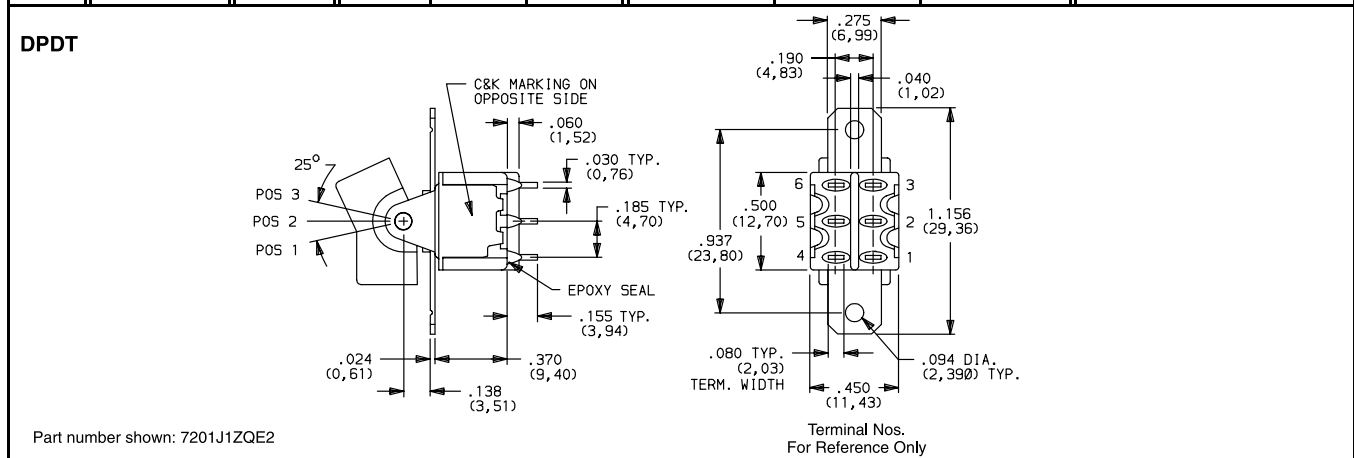 DPDT
C&K MARKING ON
OPPOSITE SIDE
.060
(1,52)
.030 TYP.
(0,76)
25°
POS 3
POS 2
POS 1
.185 TYP.
(4,70)
EPOXY SEAL
.155 TYP.
(3,94)
.024
(0,61)
.370
(9,40)
.138
(3,51)
Part number shown: 7201J1ZQE2
.275
(6,99)
.190
(4,83)
.040
(1,02)
6
3
.500
(12,70)
5
2
1.156
(29,36)
.937
(23,80)
4
1
.080 TYP.
(2,03)
TERM. WIDTH
.094 DIA.
(2,390) TYP.
.450
(11,43)
Terminal Nos.
For Reference Only